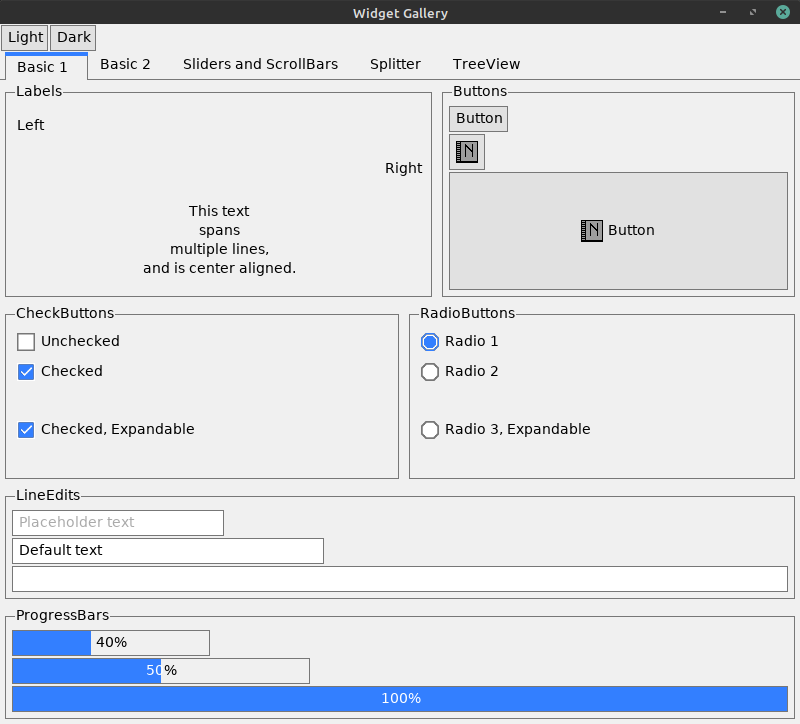 Widget Gallery
Light Dark
Basic 1 Basic 2 Sliders and ScrollBars Splitter TreeView
Labels
Left
Right
This text
spans
multiple lines,
and is center aligned.
Buttons
Button
N
N Button
CheckButtons
Unchecked
Checked
Checked, Expandable
RadioButtons
Radio 1
Radio 2
Radio 3, Expandable
LineEdits
Placeholder text
Default text
ProgressBars
40%
50%
100%